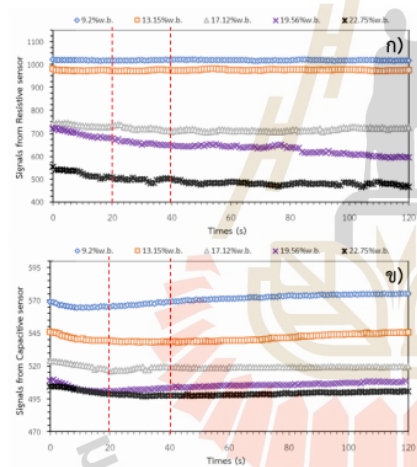 9.2%w.b. 13.15%w.b. 17.12%w.b. 19.56%w.b. 22.75%w.b.
ก)
Signals from Resistive sensor
1100
1000
900
800
700
600
500
400
0 20 40 60 80 100 120
Times (s)
9.2%w.b. 13.15%w.b. 17.12%w.b. 19.56%w.b. 22.75%w.b.
ข)
Signals from Capacitive sensor
595
570
545
520
495
470
0 20 40 60 80 100 120
Times (s)